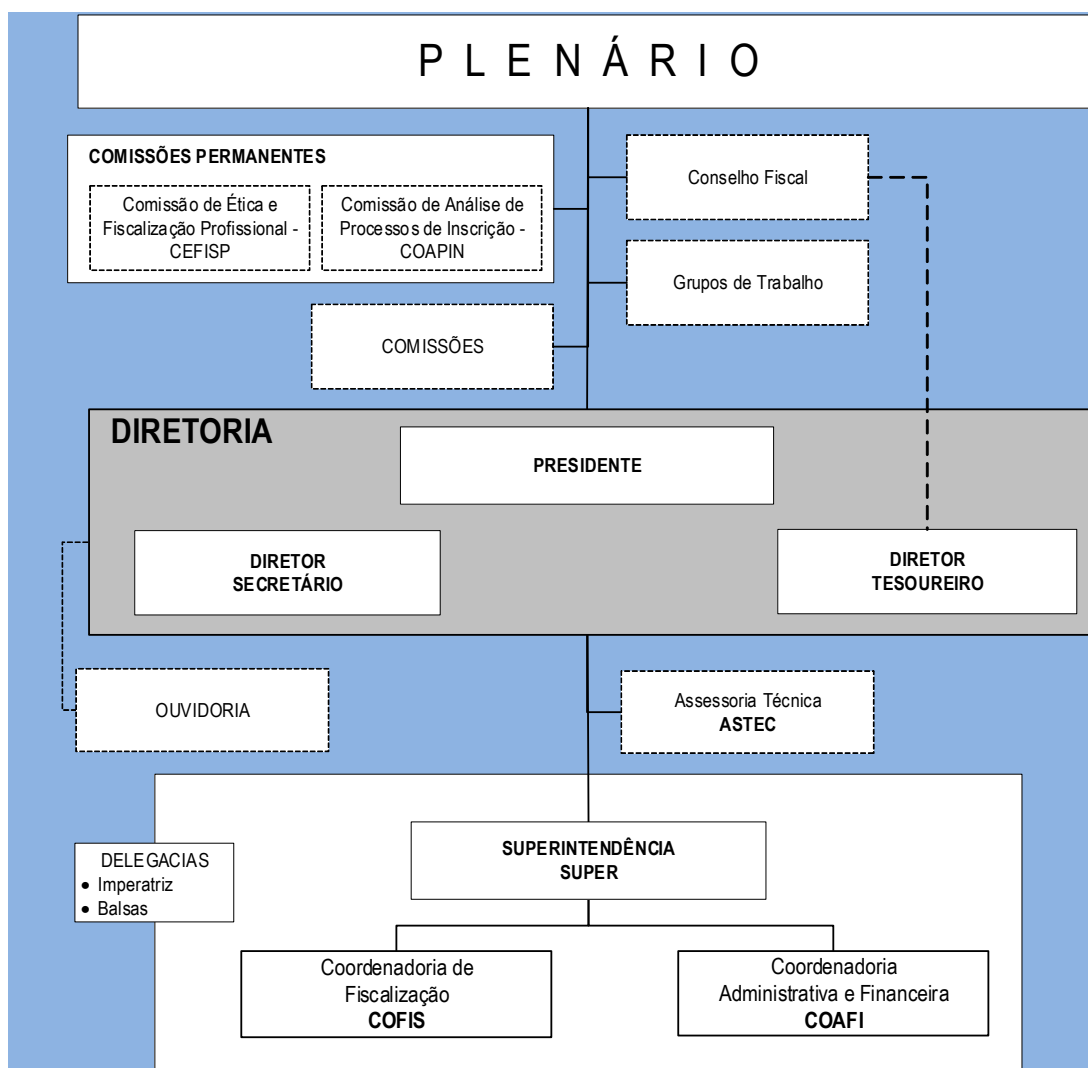 PLENÁRIO
COMISSÕES PERMANENTES
Comissão de Ética e
Fiscalização Profissional -
CEFISP
Comissão de Análise de
Processos de Inscrição -
COAPIN
Conselho Fiscal
Grupos de Trabalho
COMISSÕES
DIRETORIA
PRESIDENTE
DIRETOR
SECRETÁRIO
DIRETOR
TESOUREIRO
OUVIDORIA
Assessoria Técnica
ASTEC
DELEGACIAS
• Imperatriz
• Balsas
SUPERINTENDÊNCIA
SUPER
Coordenadoria de
Fiscalização
COFIS
Coordenadoria
Administrativa e Financeira
COAFI